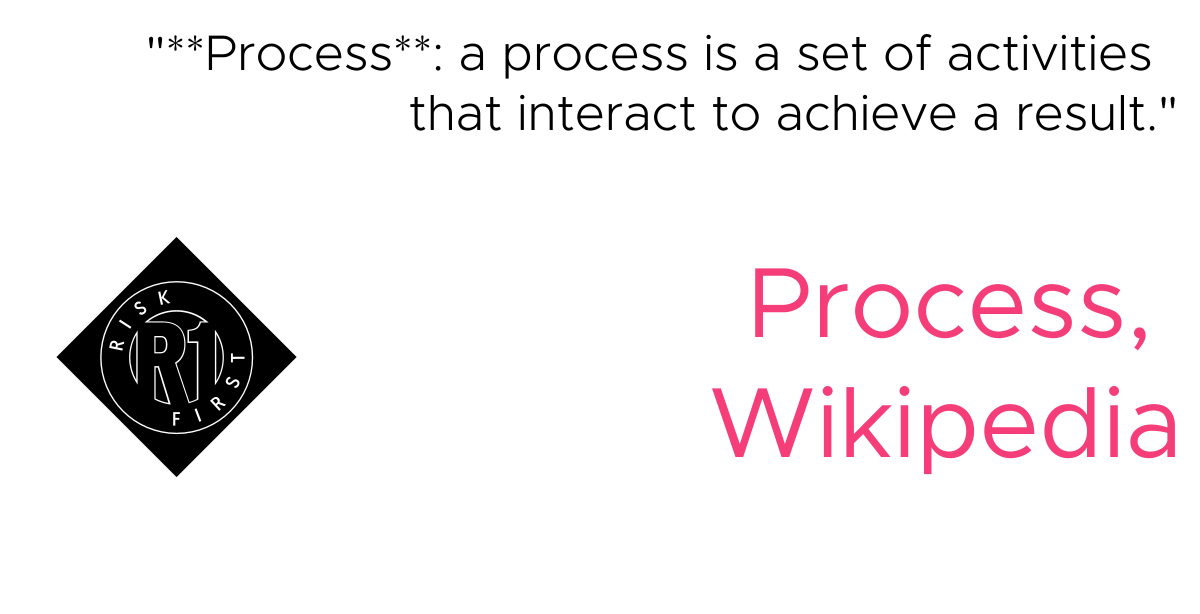 "**Process**: a process is a set of activities
that interact to achieve a result."
RISK
R1
FIRST
Process,
Wikipedia